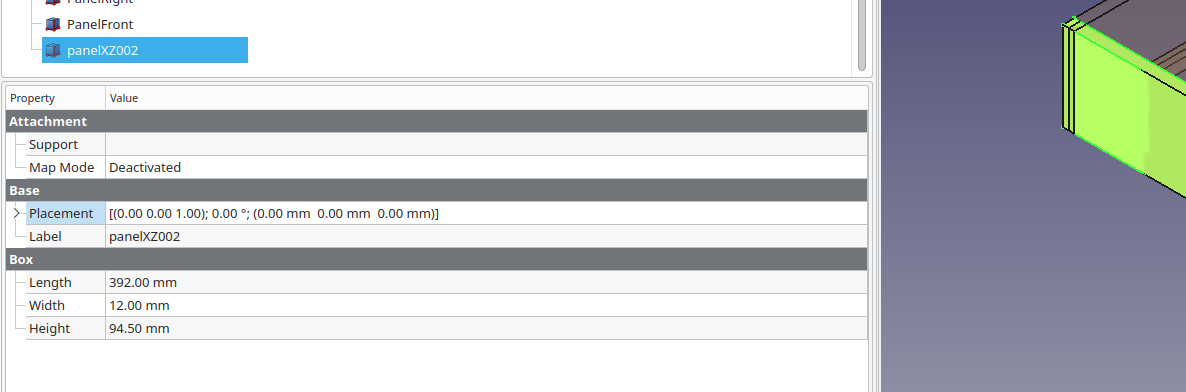 PanelRight
PanelFront
panelXZ002
Property Value
Attachment
Support
Map Mode Deactivated
Base
Placement [(0.00 0.00 1.00); 0.00 °; (0.00 mm 0.00 mm 0.00 mm)]
Label panelXZ002
Box
Length 392.00 mm
Width 12.00 mm
Height 94.50 mm